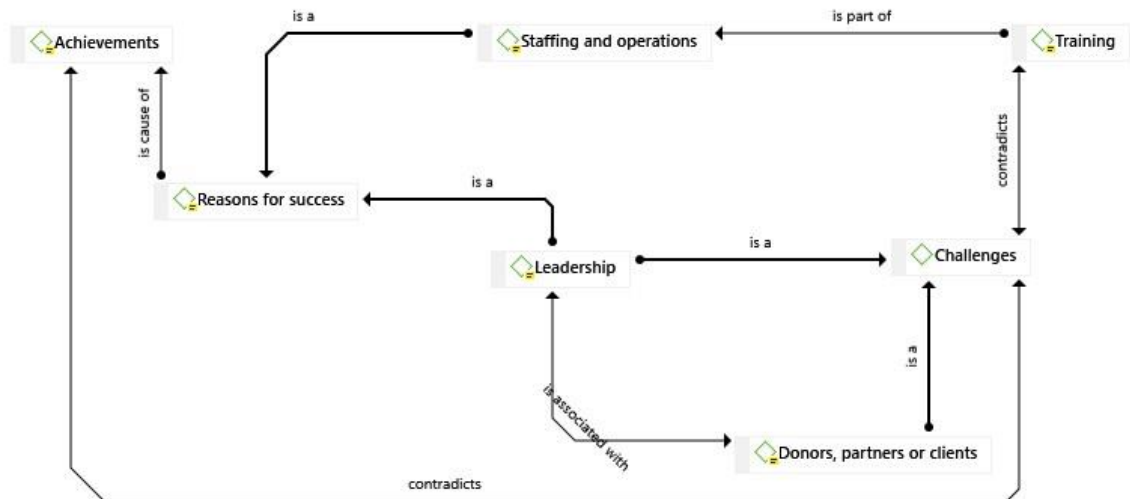 is a
is part of
Achievements
Staffing and operations
Training
is cause of
contradicts
Reasons for success
is a
is a
Challenges
Leadership
is a
is associated with
Donors, partners or clients
contradicts